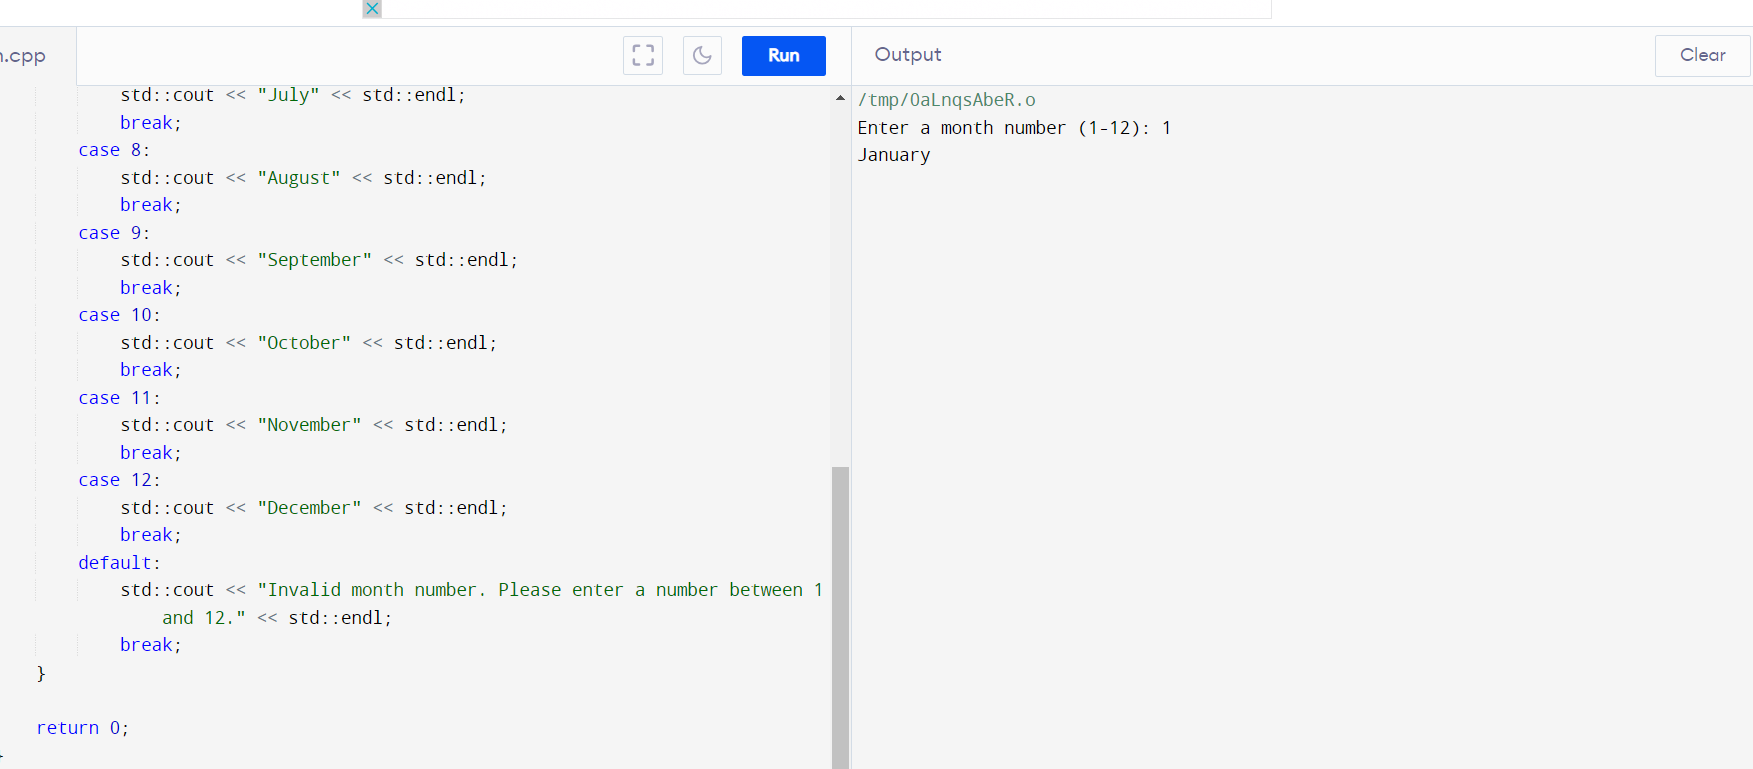 .cpp
Run
Output
Clear
std::cout << "July" << std::endl;
break;
case 8:
std::cout << "August" << std::endl;
break;
case 9:
std::cout << "September" << std::endl;
break;
case 10:
std::cout << "October" << std::endl;
break;
case 11:
std::cout << "November" << std::endl;
break;
case 12:
std::cout << "December" << std::endl;
break;
default:
std::cout << "Invalid month number. Please enter a number between 1
and 12." << std::endl;
break;
}
return 0;
/tmp/OaLnqsAbeR.o
Enter a month number (1-12): 1
January